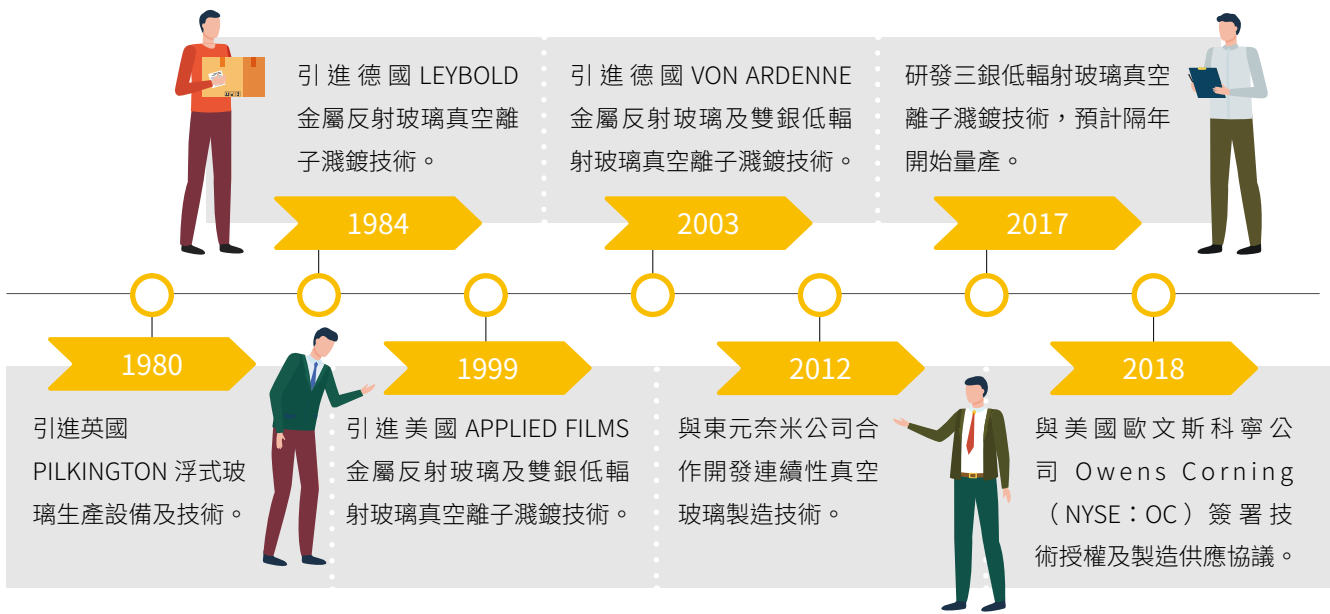 引進德國 LEYBOLD
金屬反射玻璃真空離
子濺鍍技術。
1984
引進德國 VON ARDENNE
金屬反射玻璃及雙銀低輻
射玻璃真空離子濺鍍技術。
2003
研發三銀低輻射玻璃真空
離子濺鍍技術，預計隔年
開始量產。
2017
1980
引進英國
PILKINGTON 浮式玻
璃生產設備及技術。
1999
引進美國 APPLIED FILMS
金屬反射玻璃及雙銀低輻
射玻璃真空離子濺鍍技術。
2012
與東元奈米公司合
作開發連續性真空
玻璃製造技術。
2018
與美國歐文斯科寧公
司 Owens Corning
（NYSE：OC）簽署技
術授權及製造供應協議。